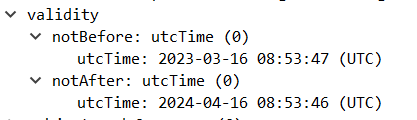 validity
notBefore: utcTime (0)
utcTime: 2023-03-16 08:53:47 (UTC)
notAfter: utcTime (0)
utcTime: 2024-04-16 08:53:46 (UTC)